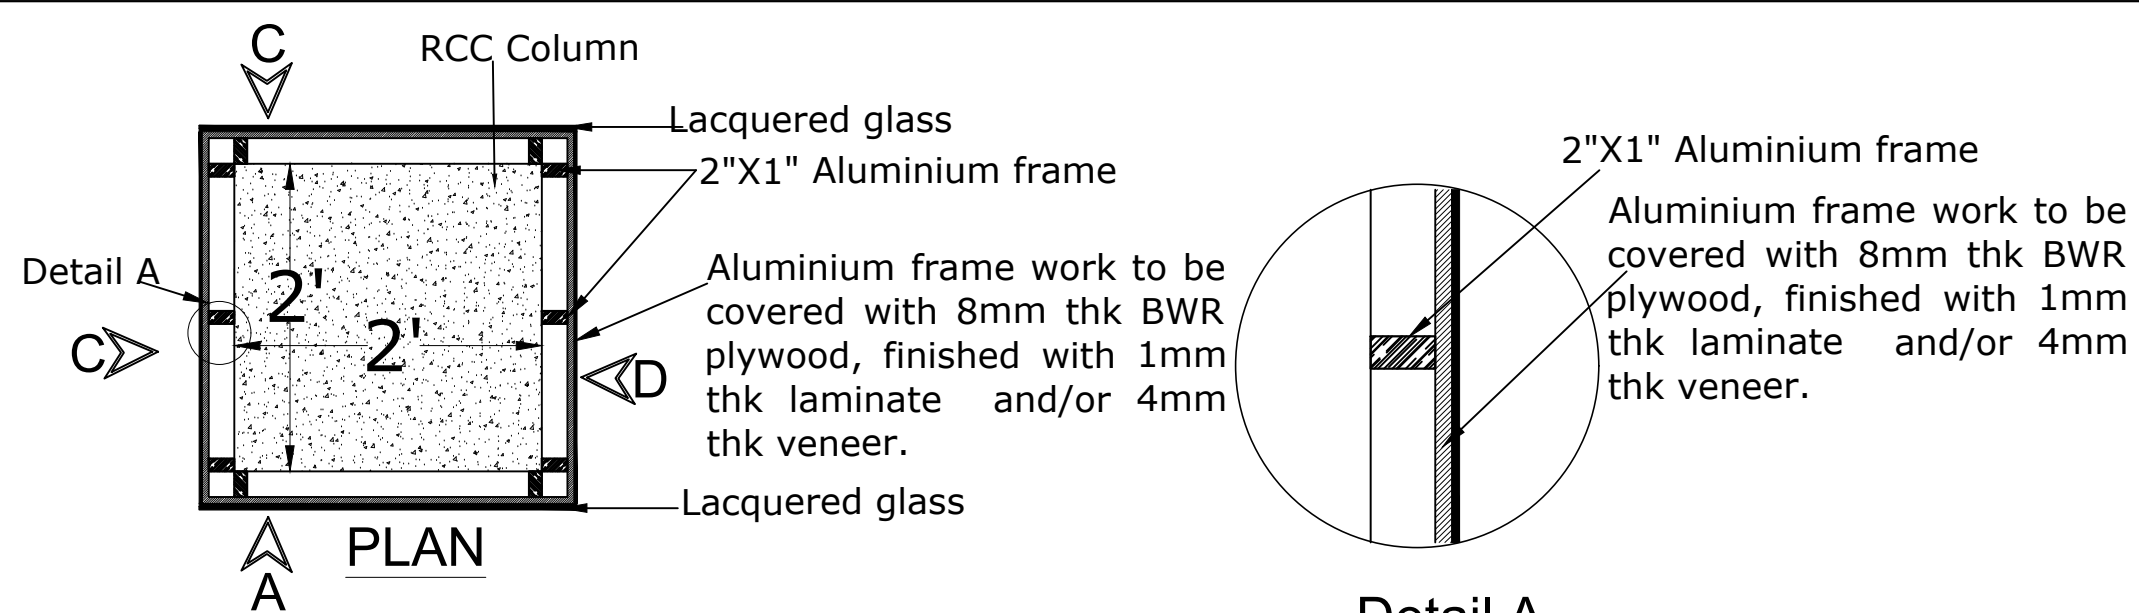 C
RCC Column
Lacquered glass
2"X1" Aluminium frame
Detail A
2'
2'
C
D
Aluminium frame work to be
covered with 8mm thk BWR
plywood, finished with 1mm
thk laminate and/or 4mm
thk veneer.
Lacquered glass
PLAN
A
2"X1" Aluminium frame
Aluminium frame work to be
covered with 8mm thk BWR
plywood, finished with 1mm
thk laminate and/or 4mm
thk veneer.
Detail A